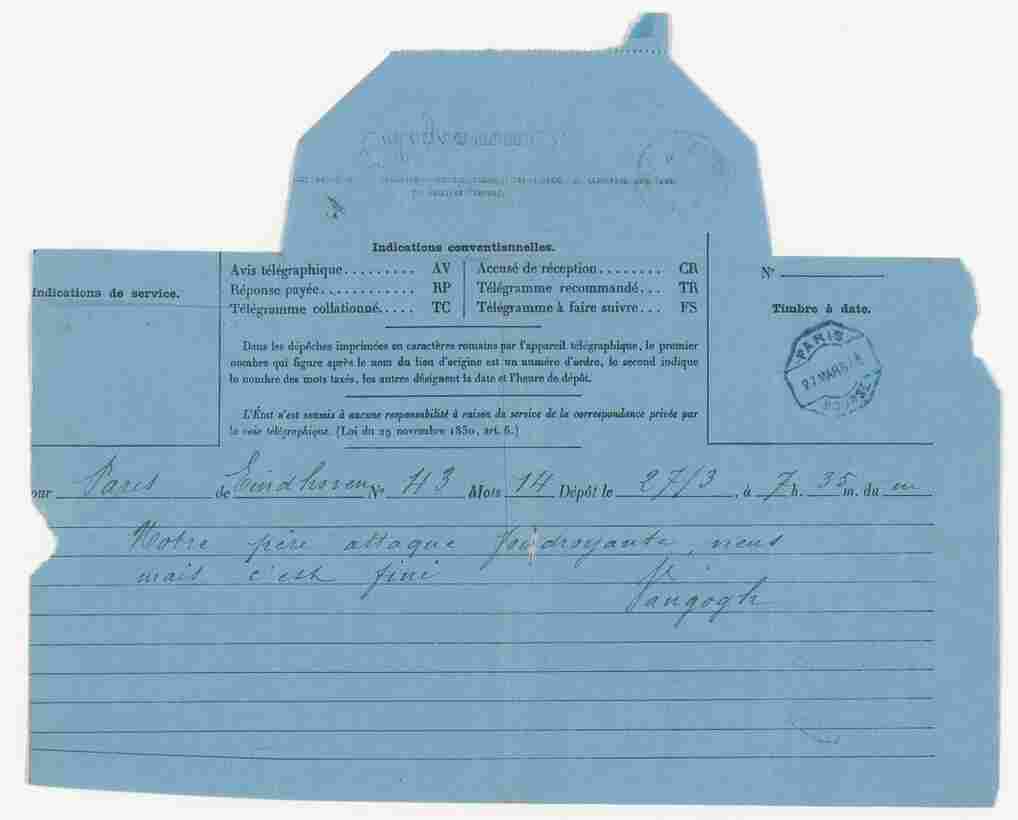 Indications conventionnelles.
Avis télégraphique......... AV
Réponse payée............ RP
Télégramme collationné..... TC
Accusé de réception........ CR
Télégramme recommandé... TR
Télégramme à faire suivre... FS
Indications de service.
N°
Timbre à date.
PARIS
27 MARS
BOURSE
Dans les dépêches imprimées en caractères romains par l'appareil télégraphique, le premier
nombre qui figure après le nom du lieu d'origine est un numéro d'ordre, le second indique
le nombre des mots taxés, les autres désignent la date et l'heure de dépôt.
L'État n'est soumis à aucune responsabilité à raison du service de la correspondance privée par
la voie télégraphique. (Loi du 29 novembre 1850, art. 6.)
our Paris de Eindhoven N° 43 Mots 14 Dépôt le 27/3, à 7 h. 35 m. du m
Notre père attaque foudroyante, viens
mais c'est fini
Vangogh